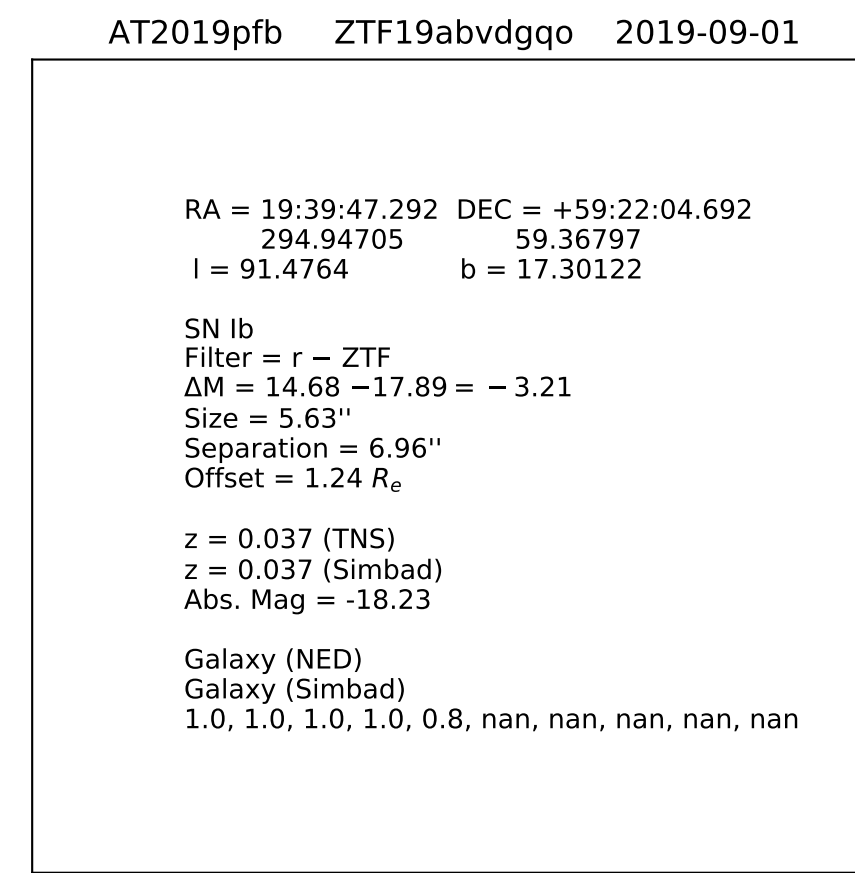 AT2019pfb ZTF19abvdgqo 2019-09-01
RA = 19:39:47.292 DEC = +59:22:04.692
294.94705 59.36797
l = 91.4764 b = 17.30122
SN Ib
Filter = r − ZTF
ΔM = 14.68 −17.89 = − 3.21
Size = 5.63''
Separation = 6.96''
Offset = 1.24 Rₑ
z = 0.037 (TNS)
z = 0.037 (Simbad)
Abs. Mag = -18.23
Galaxy (NED)
Galaxy (Simbad)
1.0, 1.0, 1.0, 1.0, 0.8, nan, nan, nan, nan, nan